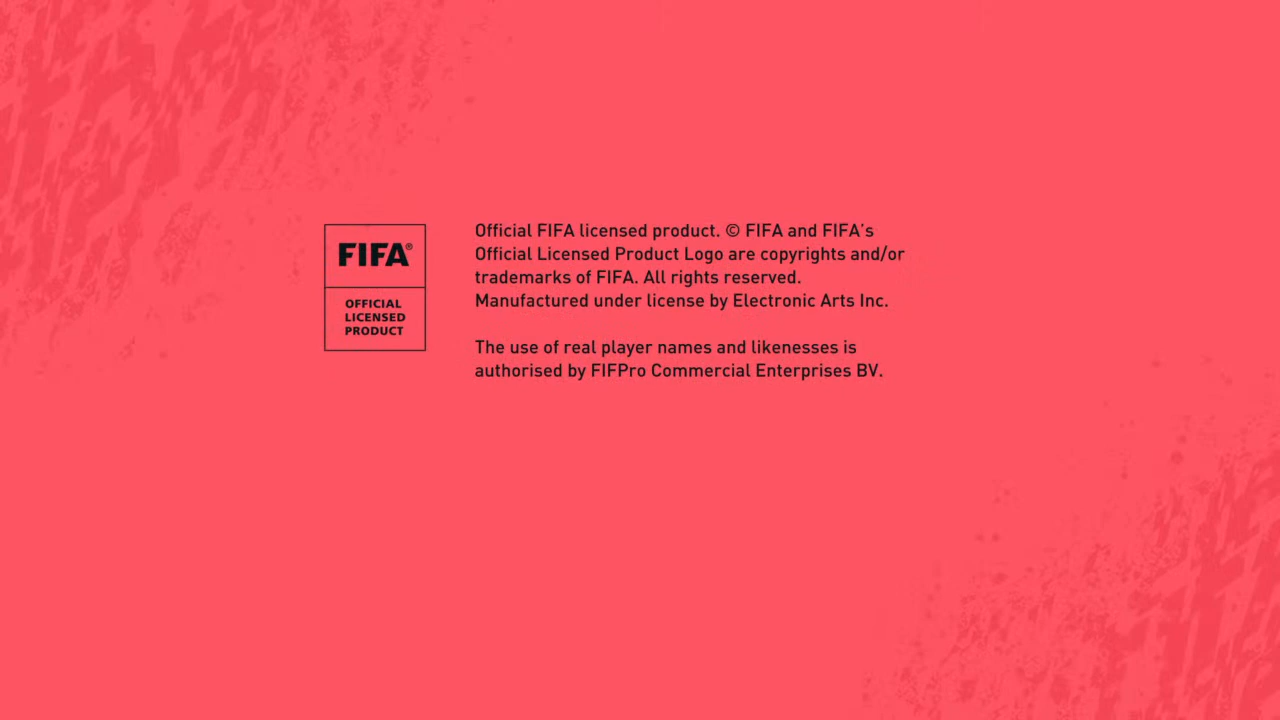 FIFA®
OFFICIAL
LICENSED
PRODUCT
Official FIFA licensed product. © FIFA and FIFA's
Official Licensed Product Logo are copyrights and/or
trademarks of FIFA. All rights reserved.
Manufactured under license by Electronic Arts Inc.
The use of real player names and likenesses is
authorised by FIFPro Commercial Enterprises BV.